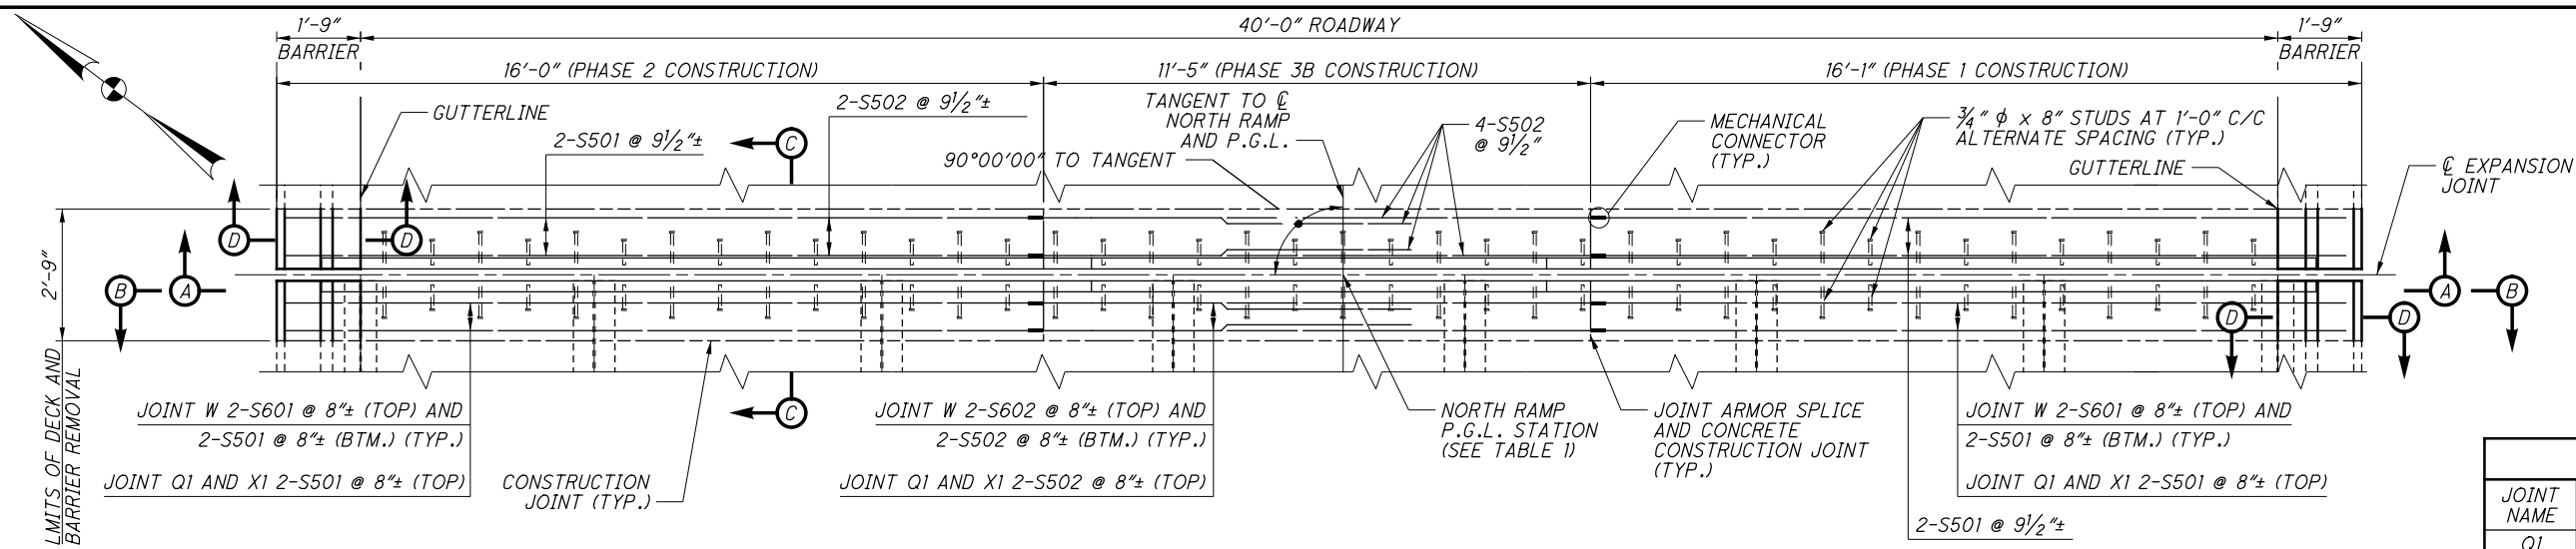 1'-9"
40'-0" ROADWAY
1'-9"
BARRIER
BARRIER
16'-0" (PHASE 2 CONSTRUCTION)
11'-5" (PHASE 3B CONSTRUCTION)
16'-1" (PHASE 1 CONSTRUCTION)
GUTTERLINE
2-S501 @ 9½"±
2-S502 @ 9½"±
C
TANGENT TO ℄
NORTH RAMP
AND P.G.L.
90°00'00" TO TANGENT
4-S502
@ 9½"
MECHANICAL
CONNECTOR
(TYP.)
¾" ϕ x 8" STUDS AT 1'-0" C/C
ALTERNATE SPACING (TYP.)
GUTTERLINE
℄ EXPANSION
JOINT
D
D
B
A
A
B
D
D
2'-9"
LIMITS OF DECK AND
BARRIER REMOVAL
C
JOINT W 2-S601 @ 8"± (TOP) AND
2-S501 @ 8"± (BTM.) (TYP.)
JOINT Q1 AND X1 2-S501 @ 8"± (TOP)
CONSTRUCTION
JOINT (TYP.)
JOINT W 2-S602 @ 8"± (TOP) AND
2-S502 @ 8"± (BTM.) (TYP.)
JOINT Q1 AND X1 2-S502 @ 8"± (TOP)
NORTH RAMP
P.G.L. STATION
(SEE TABLE 1)
JOINT ARMOR SPLICE
AND CONCRETE
CONSTRUCTION JOINT
(TYP.)
JOINT W 2-S601 @ 8"± (TOP) AND
2-S501 @ 8"± (BTM.) (TYP.)
JOINT Q1 AND X1 2-S501 @ 8"± (TOP)
2-S501 @ 9½"±
JOINT
NAME
Q1